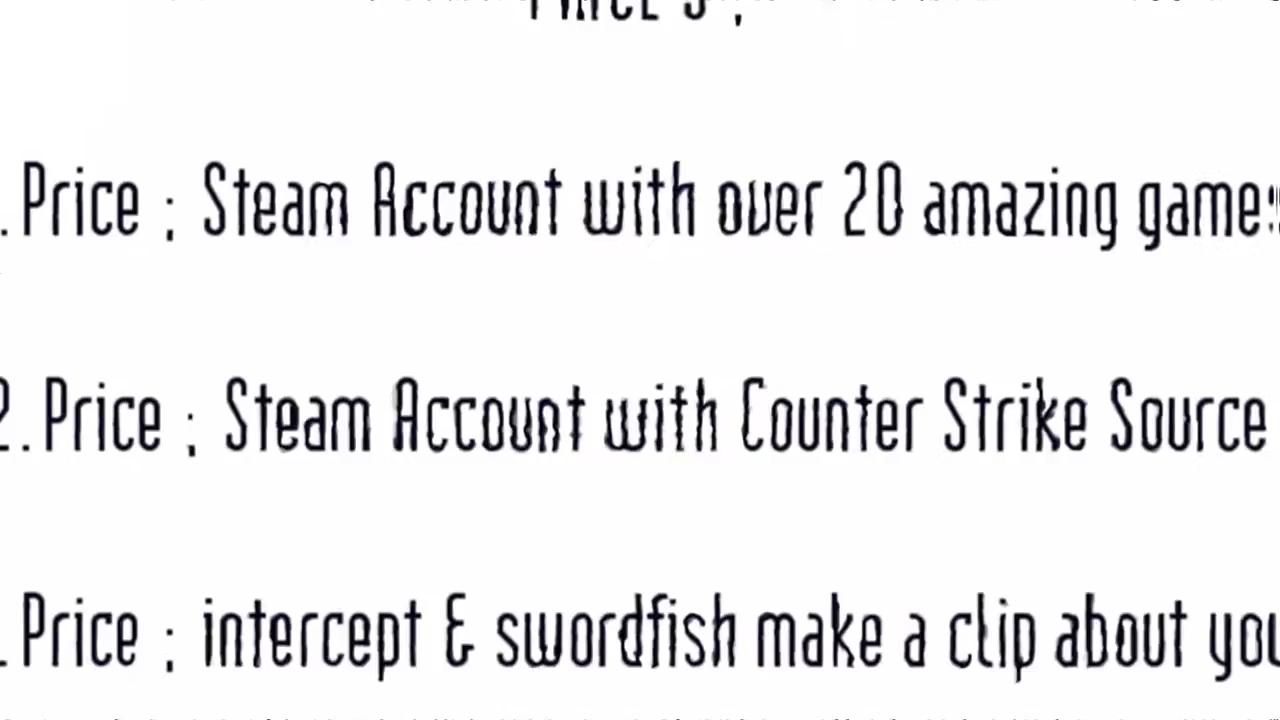 . Price : Steam Account with over 20 amazing games
2. Price : Steam Account with Counter Strike Source
. Price : intercept & swordfish make a clip about you